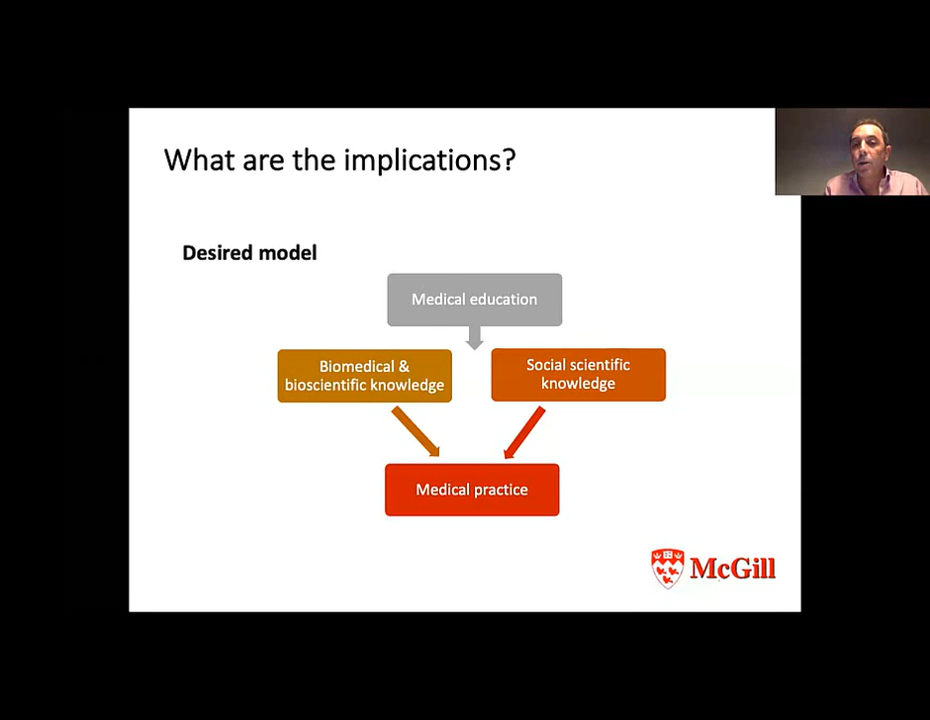 What are the implications?
Desired model
Medical education
Biomedical &
bioscientific knowledge
Social scientific
knowledge
Medical practice
McGill